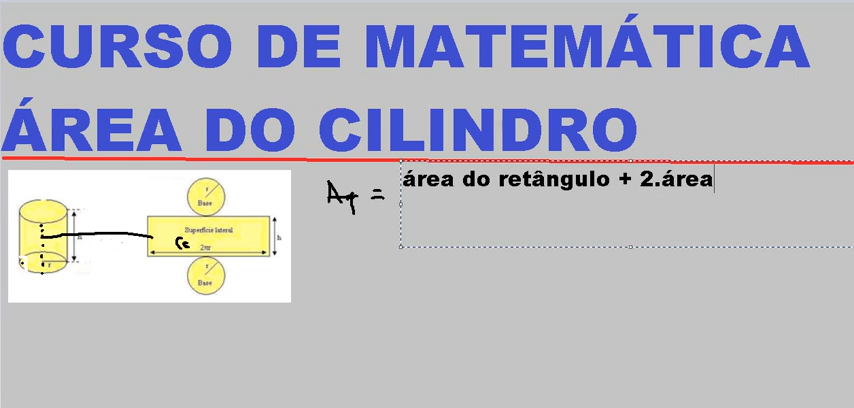 CURSO DE MATEMÁTICA
ÁREA DO CILINDRO
At = área do retângulo + 2.área
r
Base
Superfície lateral
h
h
2πr
r
r
Base